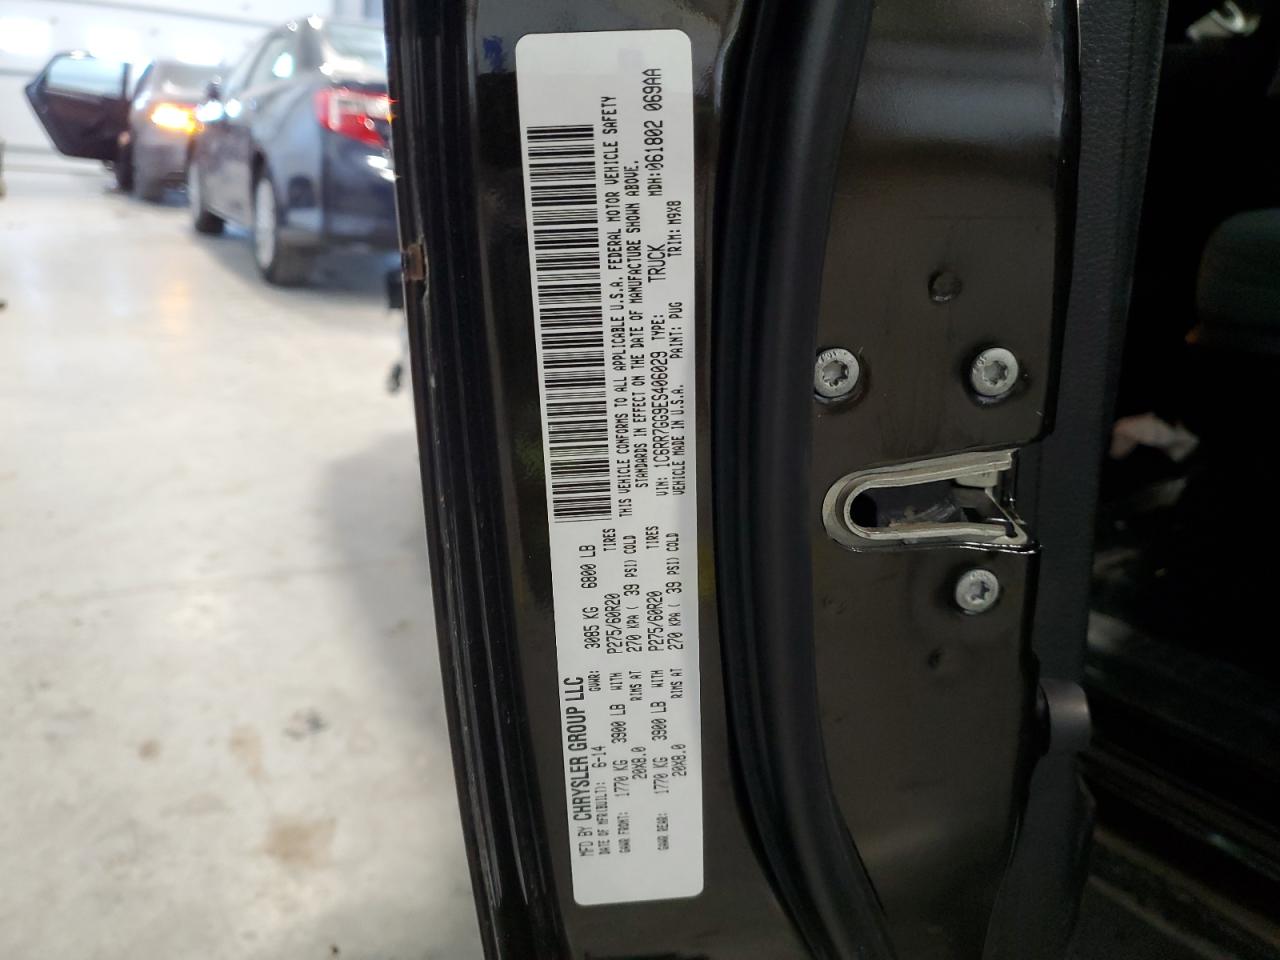 MFD BY CHRYSLER GROUP LLC
DATE OF MFR(BUILT): 6-14 GVWR: 3085 KG 6800 LB
GAWR FRONT: 1770 KG 3900 LB WITH P275/60R20 TIRES
20X8.0 RIMS AT 270 KPA ( 39 PSI) COLD
GAWR REAR: 1770 KG 3900 LB WITH P275/60R20 TIRES
20X8.0 RIMS AT 270 KPA ( 39 PSI) COLD
THIS VEHICLE CONFORMS TO ALL APPLICABLE U.S.A. FEDERAL MOTOR VEHICLE SAFETY
STANDARDS IN EFFECT ON THE DATE OF MANUFACTURE SHOWN ABOVE.
VIN: 1C6RR7GG9ES406029 TYPE: TRUCK MDH:061802 069AA
VEHICLE MADE IN U.S.A. PAINT: PUG TRIM: M9X8